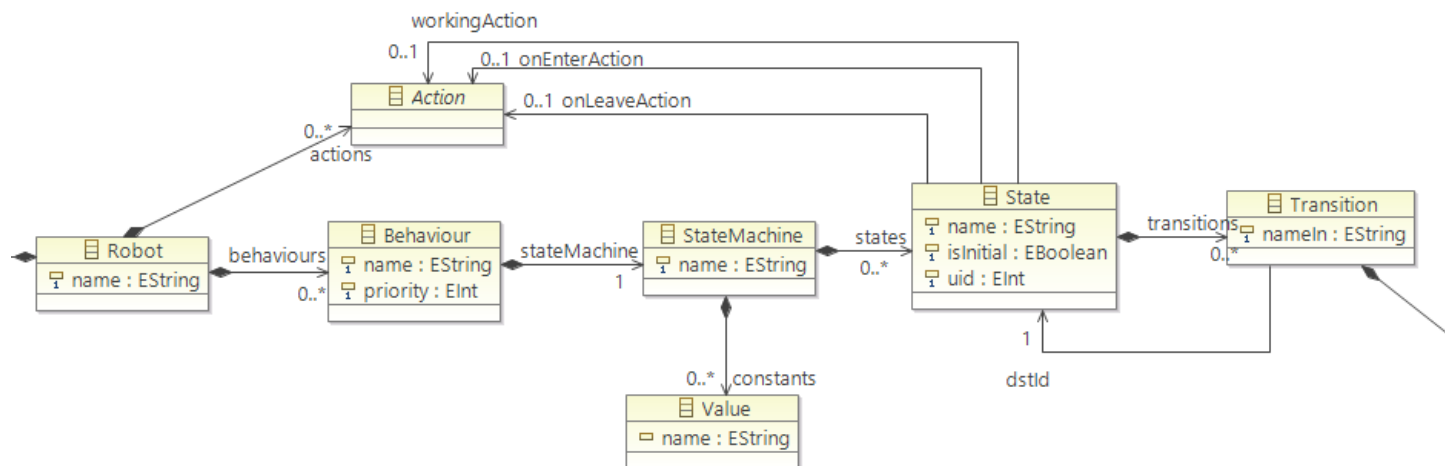 workingAction
0..1
0..1 onEnterAction
Action
0..1 onLeaveAction
0..*
actions
State
name : EString
isInitial : EBoolean
uid : EInt
transitions
0..*
Transition
nameIn : EString
Robot
name : EString
behaviours
0..*
Behaviour
name : EString
priority : EInt
stateMachine
1
StateMachine
name : EString
states
0..*
1
dstId
0..* constants
Value
name : EString